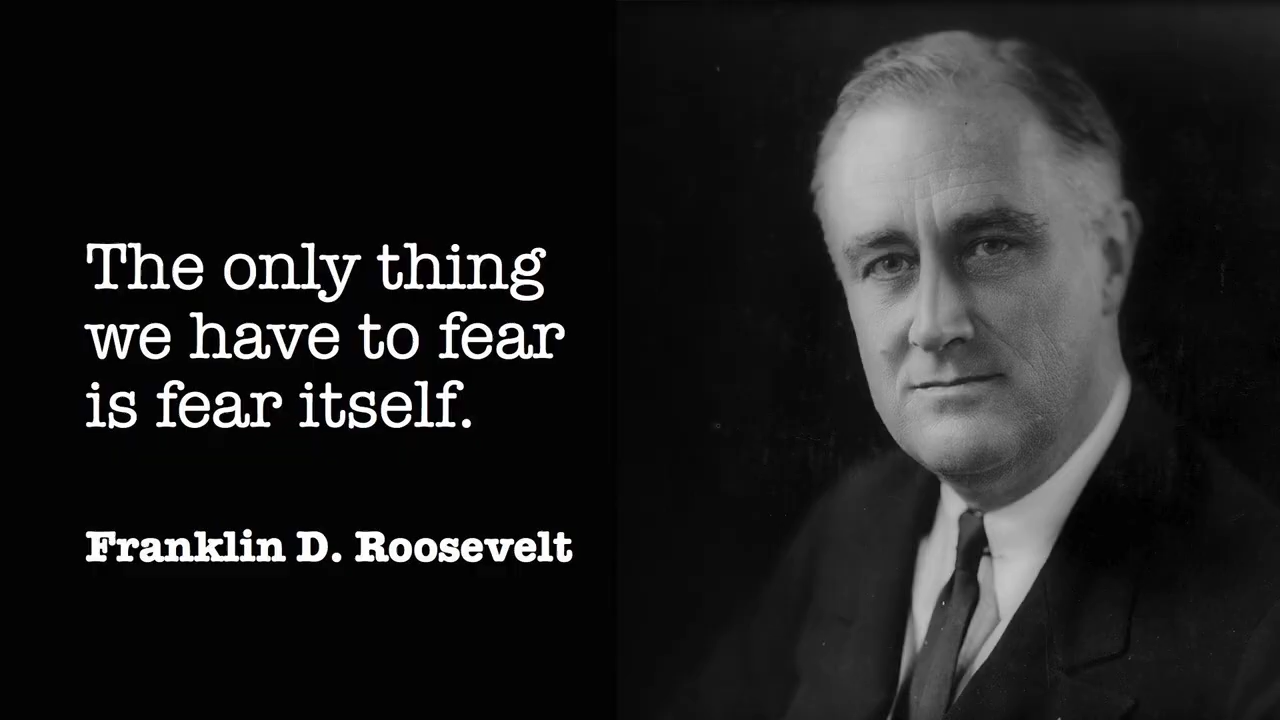 The only thing
we have to fear
is fear itself.
Franklin D. Roosevelt